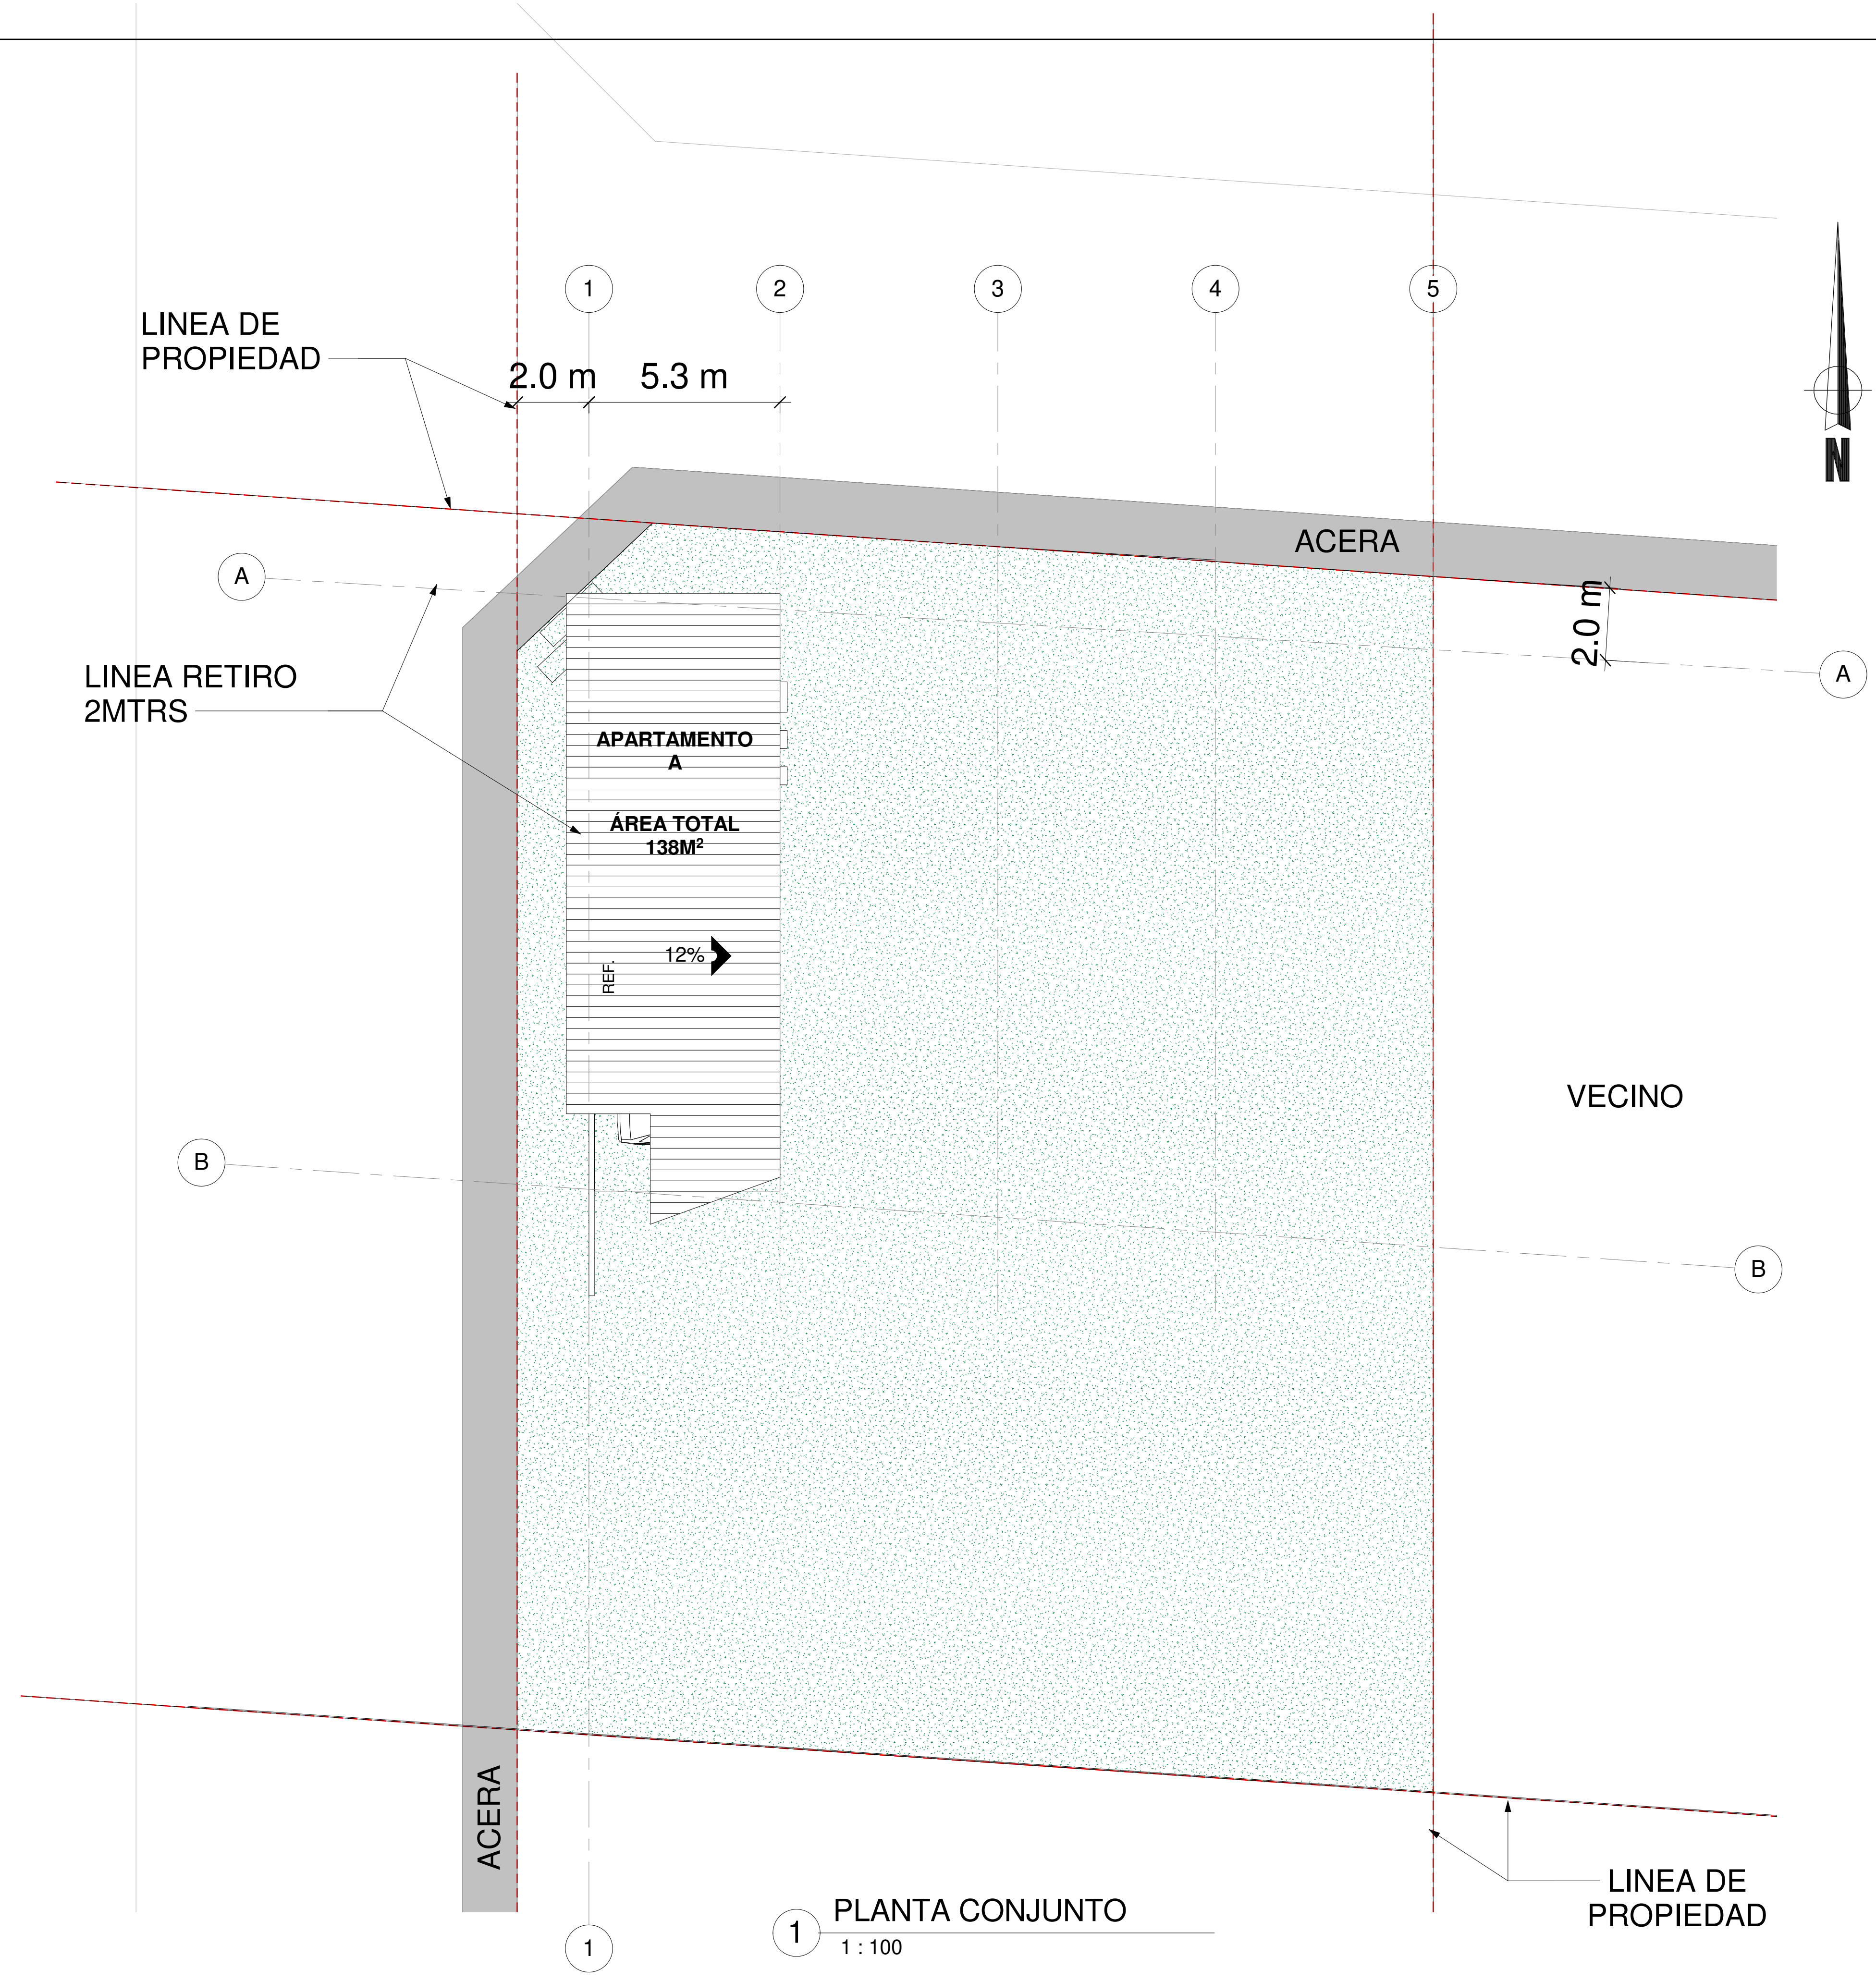 1
2
3
4
5
LINEA DE
PROPIEDAD
2.0 m
5.3 m
N
ACERA
A
2.0 m
A
LINEA RETIRO
2MTRS
APARTAMENTO
A
ÁREA TOTAL
138M²
12%
REF.
VECINO
B
B
ACERA
LINEA DE
PROPIEDAD
1
PLANTA CONJUNTO
1 : 100
1